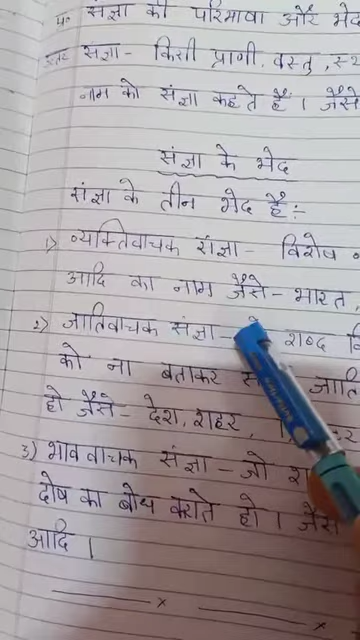 प्र॰ संज्ञा की परिभाषा और भेद
उत्तर संज्ञा - किसी प्राणी, वस्तु,
नाम को संज्ञा कहते हैं । जैसे
संज्ञा के भेद
संज्ञा के तीन भेद हैं :-
1) व्यक्तिवाचक संज्ञा - विशेष
आदि का नाम जैसे - भारत,
2) जातिवाचक संज्ञा - शब्द
को ना बताकर जाति
हो जैसे - देश, शहर,
3) भाववाचक संज्ञा - जो
दोष का बोध कराते हो । जैसे
आदि ।